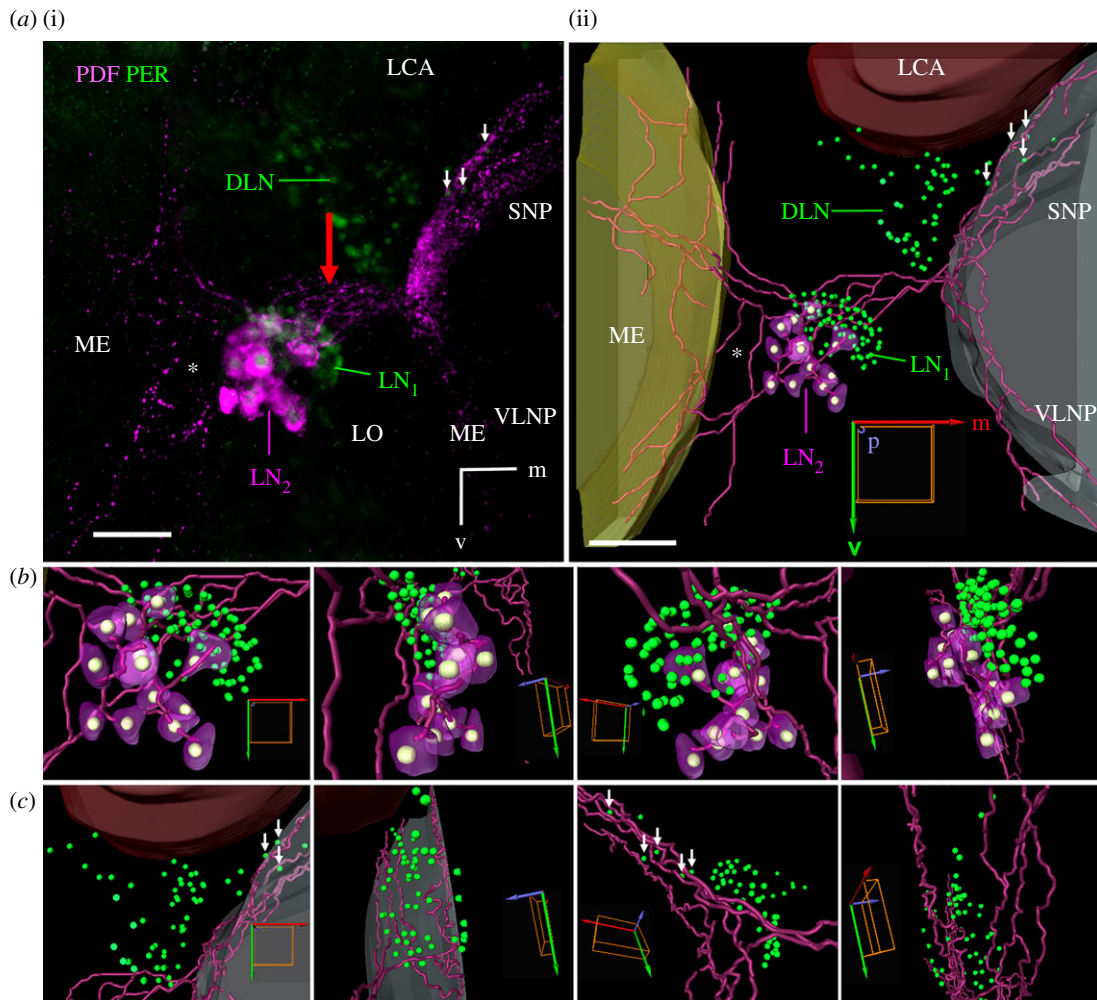 (a) (i)
(ii)
PDF PER
LCA
DLN
SNP
ME
*
LN1
LO
ME
VLNP
LN2
m
v
LCA
DLN
SNP
ME
*
LN1
VLNP
LN2
m
p
v
(b)
(c)